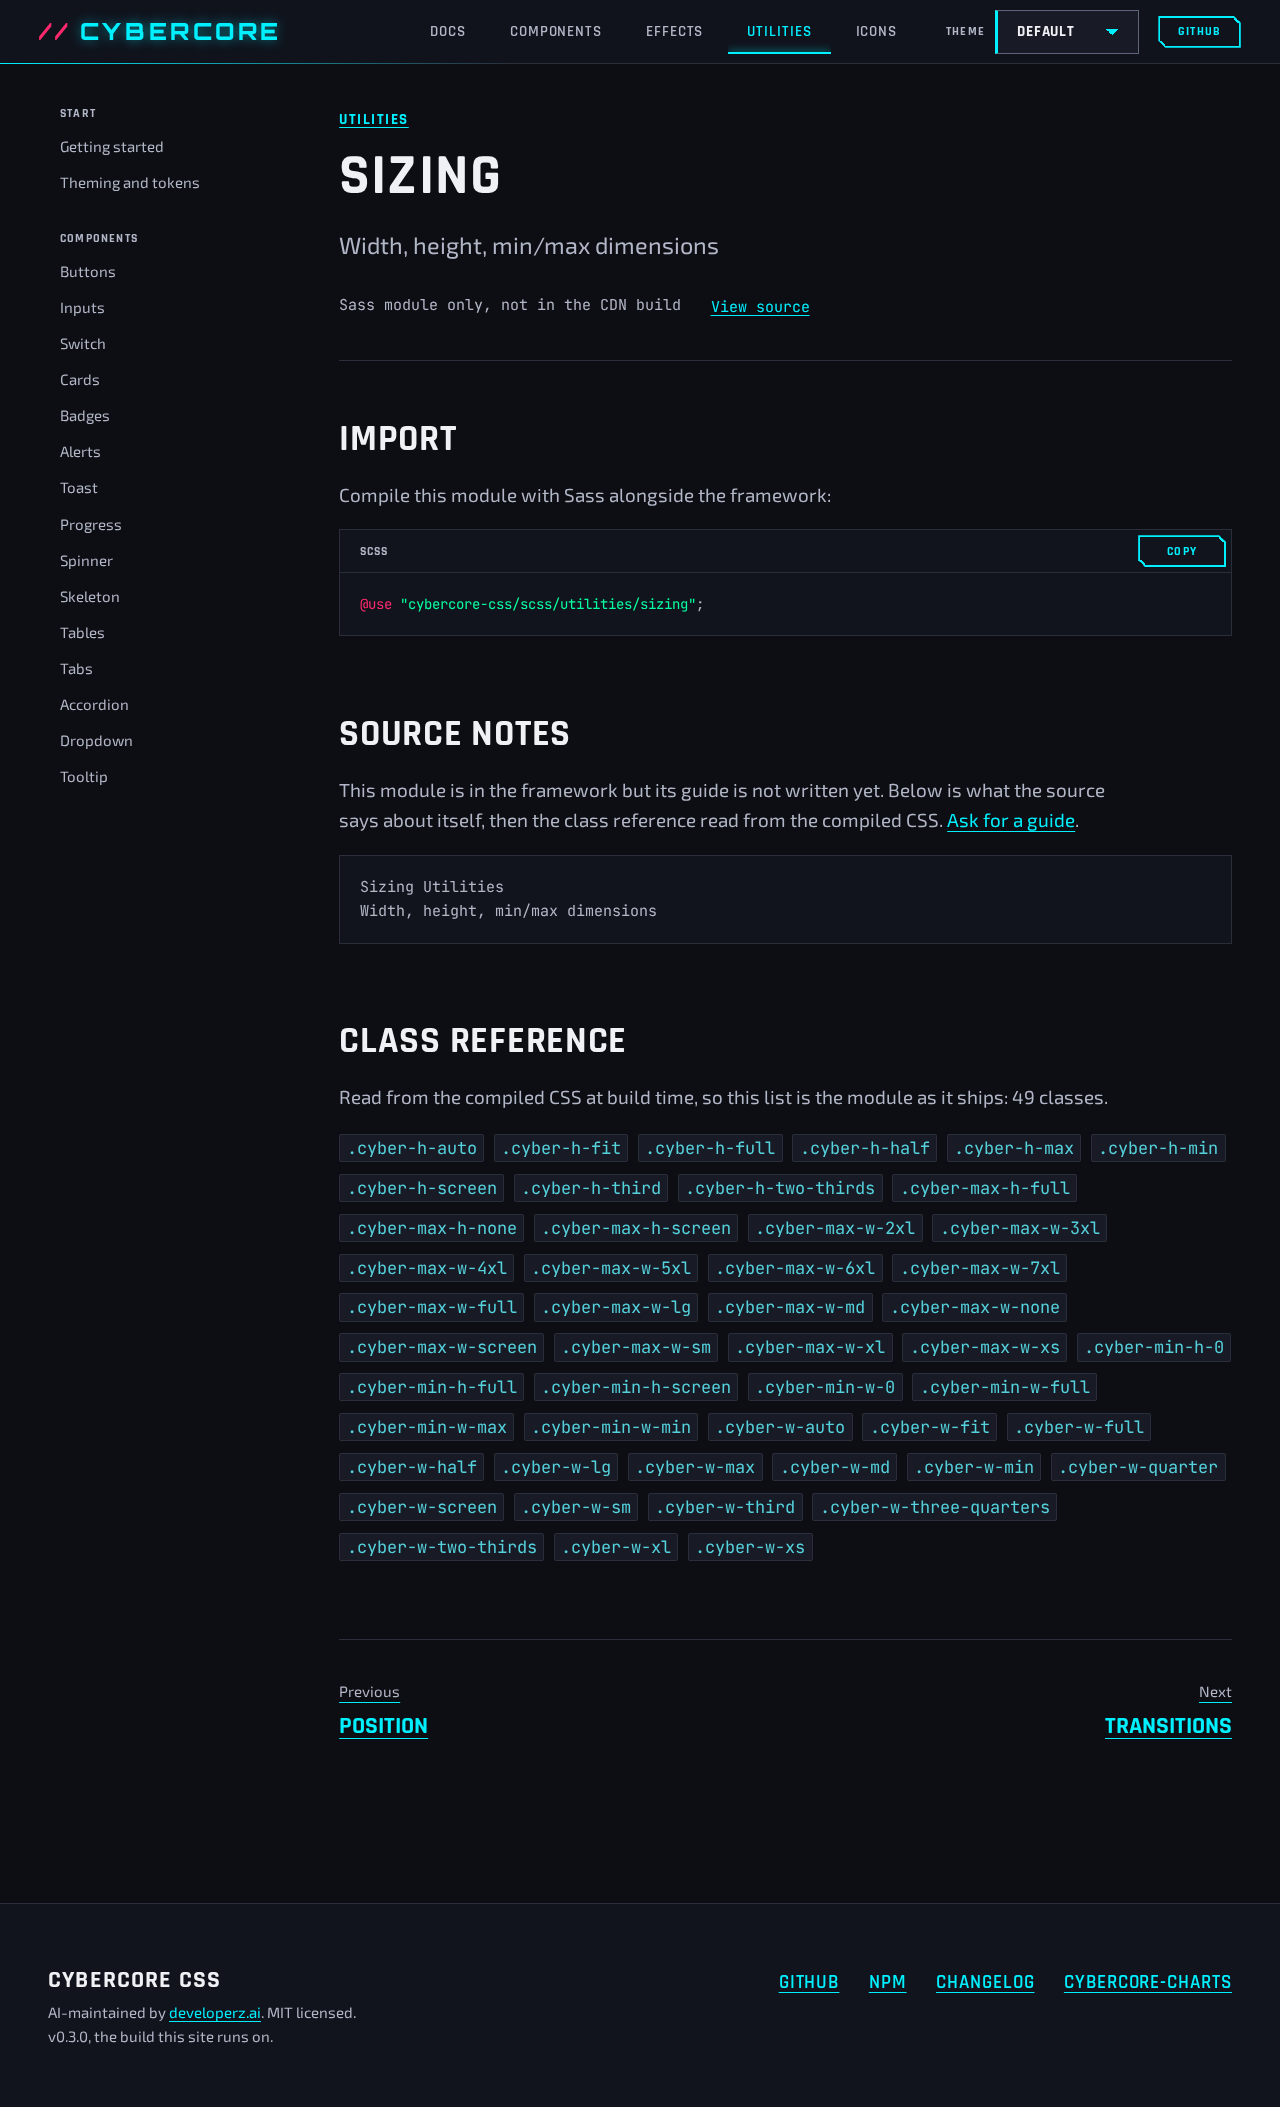 // CYBERCORE
DOCS COMPONENTS EFFECTS UTILITIES ICONS THEME DEFAULT GITHUB
START
Getting started
Theming and tokens
COMPONENTS
Buttons
Inputs
Switch
Cards
Badges
Alerts
Toast
Progress
Spinner
Skeleton
Tables
Tabs
Accordion
Dropdown
Tooltip
UTILITIES
SIZING
Width, height, min/max dimensions
Sass module only, not in the CDN build View source
IMPORT
Compile this module with Sass alongside the framework:
SCSS COPY
@use "cybercore-css/scss/utilities/sizing";
SOURCE NOTES
This module is in the framework but its guide is not written yet. Below is what the source
says about itself, then the class reference read from the compiled CSS. Ask for a guide.
Sizing Utilities
Width, height, min/max dimensions
CLASS REFERENCE
Read from the compiled CSS at build time, so this list is the module as it ships: 49 classes.
.cyber-h-auto .cyber-h-fit .cyber-h-full .cyber-h-half .cyber-h-max .cyber-h-min
.cyber-h-screen .cyber-h-third .cyber-h-two-thirds .cyber-max-h-full
.cyber-max-h-none .cyber-max-h-screen .cyber-max-w-2xl .cyber-max-w-3xl
.cyber-max-w-4xl .cyber-max-w-5xl .cyber-max-w-6xl .cyber-max-w-7xl
.cyber-max-w-full .cyber-max-w-lg .cyber-max-w-md .cyber-max-w-none
.cyber-max-w-screen .cyber-max-w-sm .cyber-max-w-xl .cyber-max-w-xs .cyber-min-h-0
.cyber-min-h-full .cyber-min-h-screen .cyber-min-w-0 .cyber-min-w-full
.cyber-min-w-max .cyber-min-w-min .cyber-w-auto .cyber-w-fit .cyber-w-full
.cyber-w-half .cyber-w-lg .cyber-w-max .cyber-w-md .cyber-w-min .cyber-w-quarter
.cyber-w-screen .cyber-w-sm .cyber-w-third .cyber-w-three-quarters
.cyber-w-two-thirds .cyber-w-xl .cyber-w-xs
Previous
POSITION
Next
TRANSITIONS
CYBERCORE CSS
AI-maintained by developerz.ai. MIT licensed.
v0.3.0, the build this site runs on.
GITHUB NPM CHANGELOG CYBERCORE-CHARTS